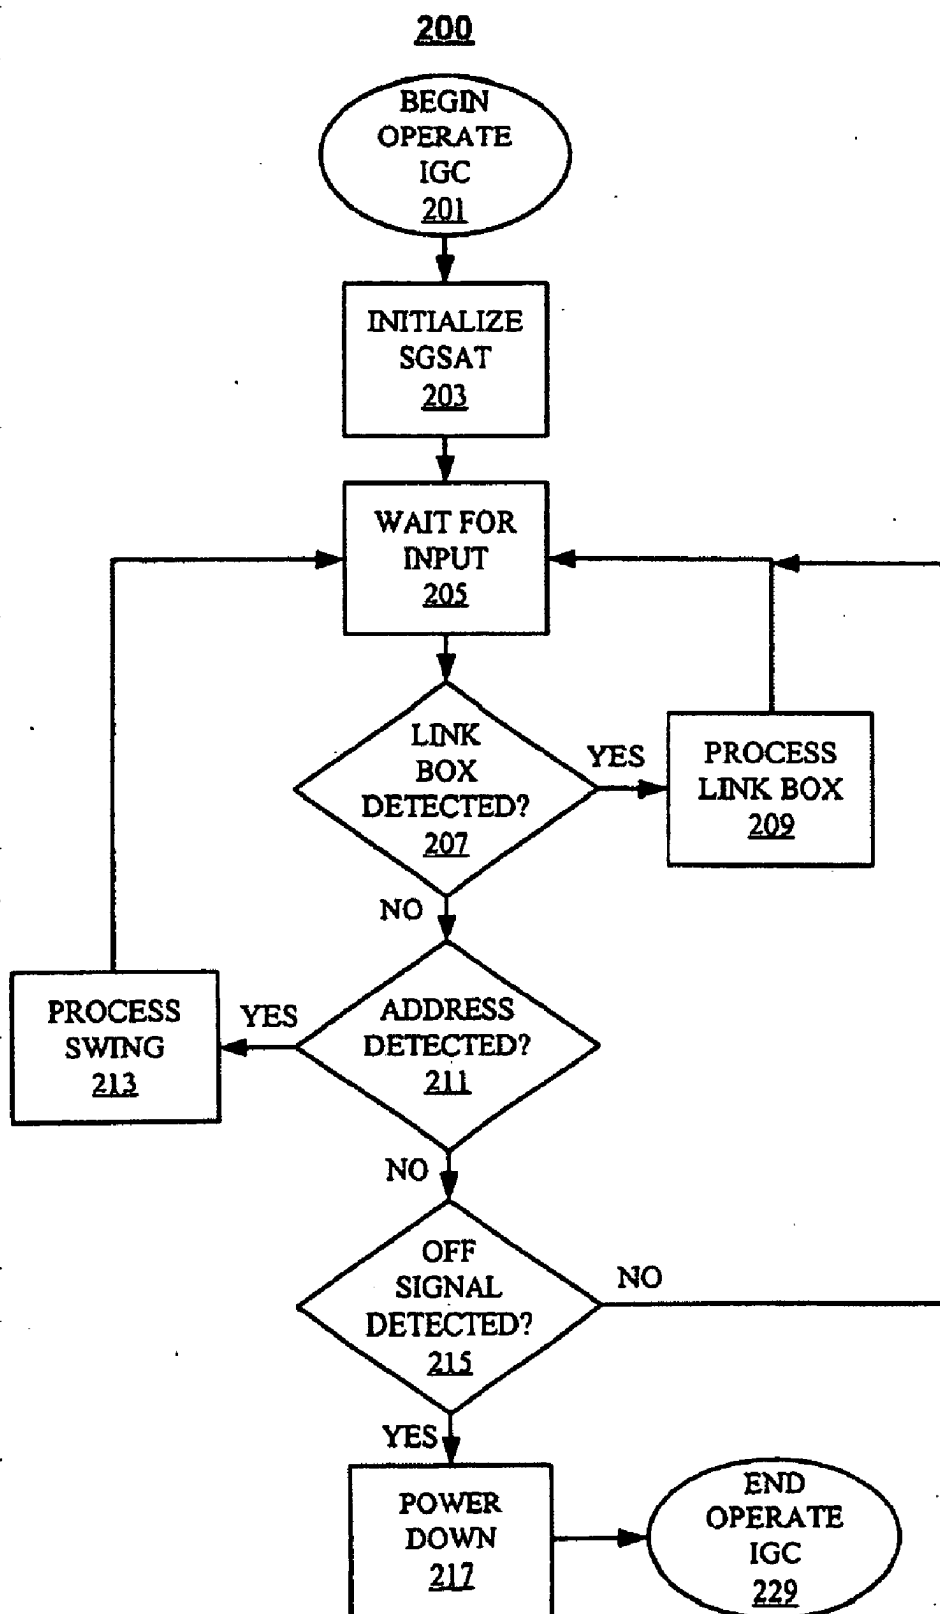 200
BEGIN
OPERATE
IGC
201
INITIALIZE
SGSAT
203
WAIT FOR
INPUT
205
LINK
BOX
DETECTED?
207
YES
PROCESS
LINK BOX
209
NO
ADDRESS
DETECTED?
211
YES
PROCESS
SWING
213
NO
OFF
SIGNAL
DETECTED?
215
NO
YES
POWER
DOWN
217
END
OPERATE
IGC
229